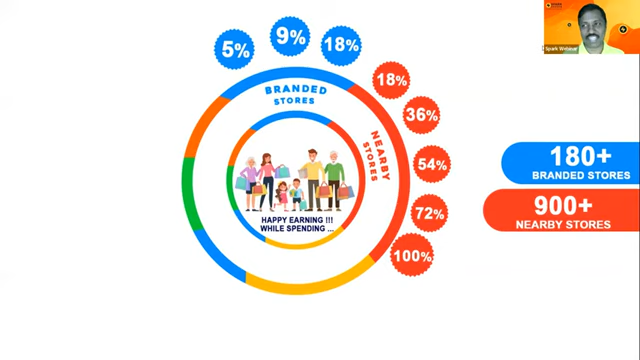 5%
9%
18%
18%
36%
54%
72%
100%
BRANDED
STORES
NEARBY
STORES
HAPPY EARNING !!!
WHILE SPENDING ...
180+
BRANDED STORES
900+
NEARBY STORES
Spark Webinar